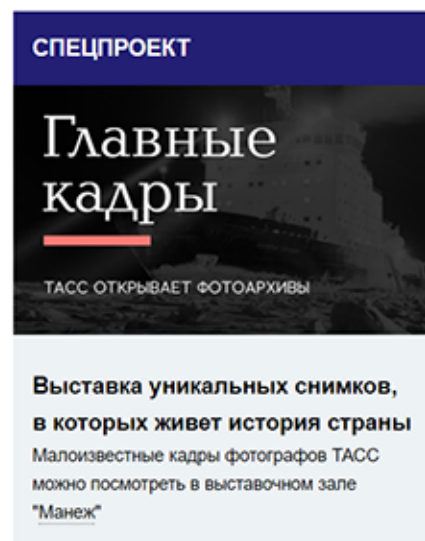 СПЕЦПРОЕКТ
Главные
кадры
ТАСС ОТКРЫВАЕТ ФОТОАРХИВЫ
Выставка уникальных снимков,
в которых живет история страны
Малоизвестные кадры фотографов ТАСС
можно посмотреть в выставочном зале
"Манеж"